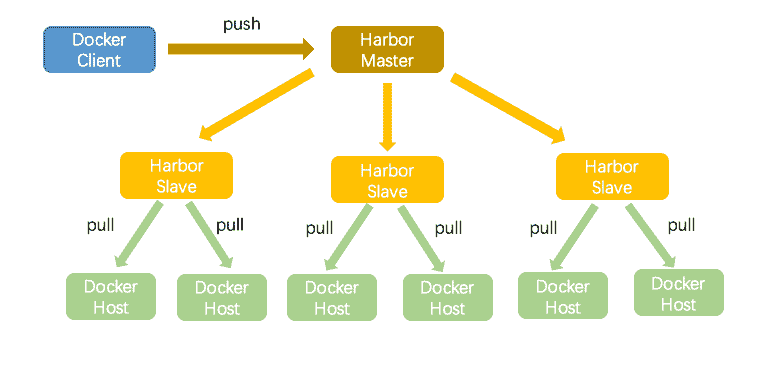 push
Docker
Client
Harbor
Master
Harbor
Slave
Harbor
Slave
Harbor
Slave
pull
pull
pull
pull
pull
pull
Docker
Host
Docker
Host
Docker
Host
Docker
Host
Docker
Host
Docker
Host